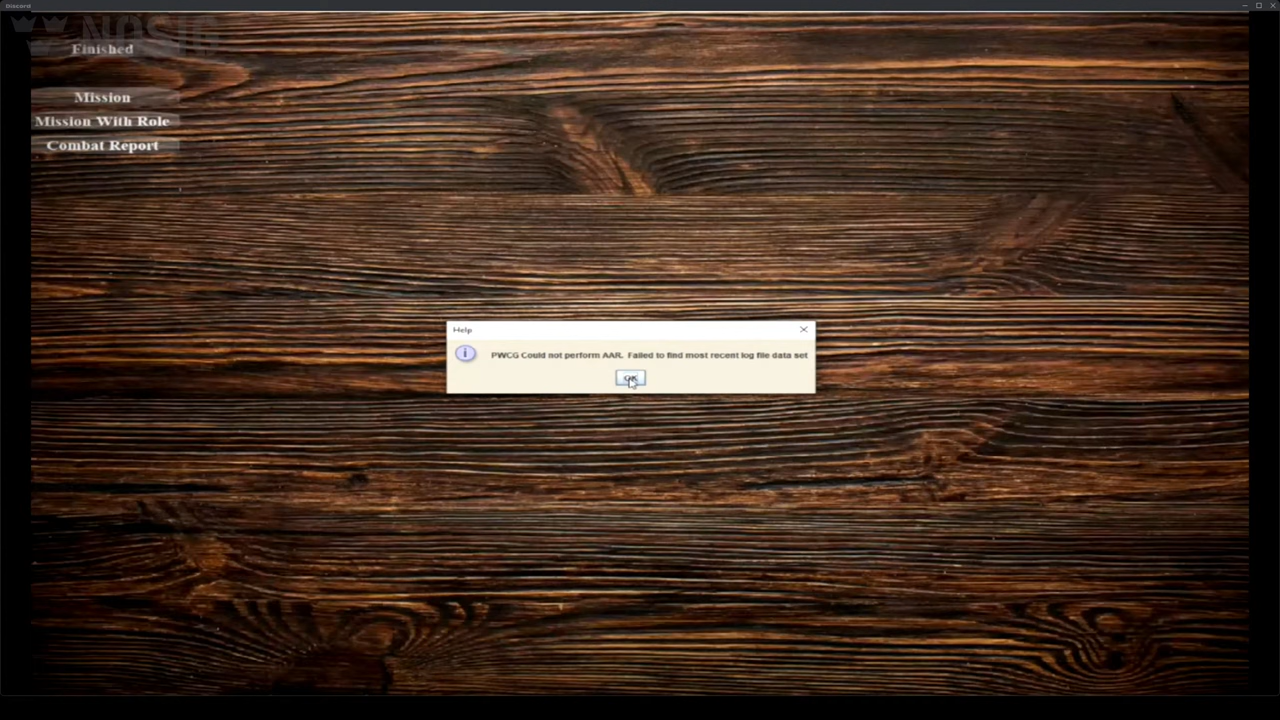 Discord
NOSIG
Finished
Mission
Mission With Role
Combat Report
Help
PWCG Could not perform AAR. Failed to find most recent log file data set
OK